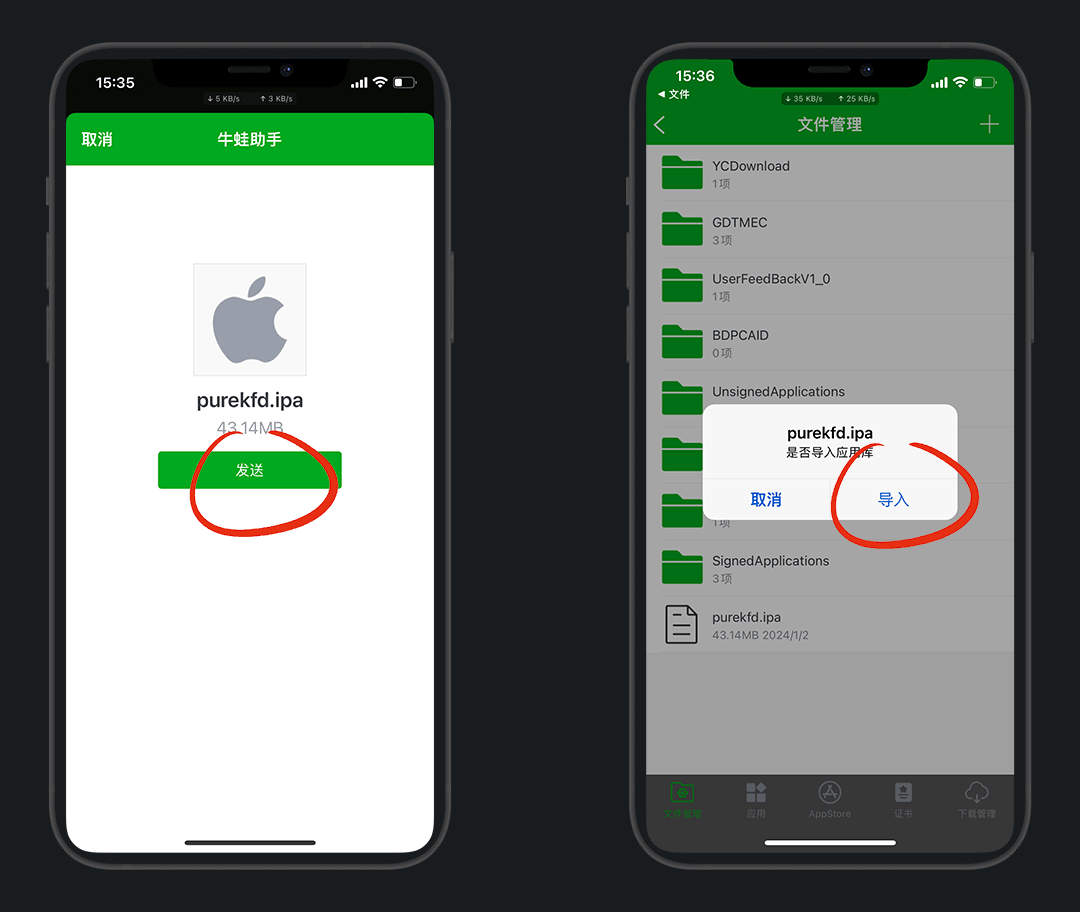 15:35
↓ 5 KB/s ↑ 3 KB/s
取消 牛蛙助手
purekfd.ipa
43.14MB
发送
15:36
◀ 文件
↓ 35 KB/s ↑ 25 KB/s
文件管理
YCDownload
1项
GDTMEC
3项
UserFeedBackV1_0
1项
BDPCAID
0项
UnsignedApplications
purekfd.ipa
是否导入应用库
取消 导入
1项
SignedApplications
3项
purekfd.ipa
43.14MB 2024/1/2
文件管理 应用 AppStore 证书 下载管理